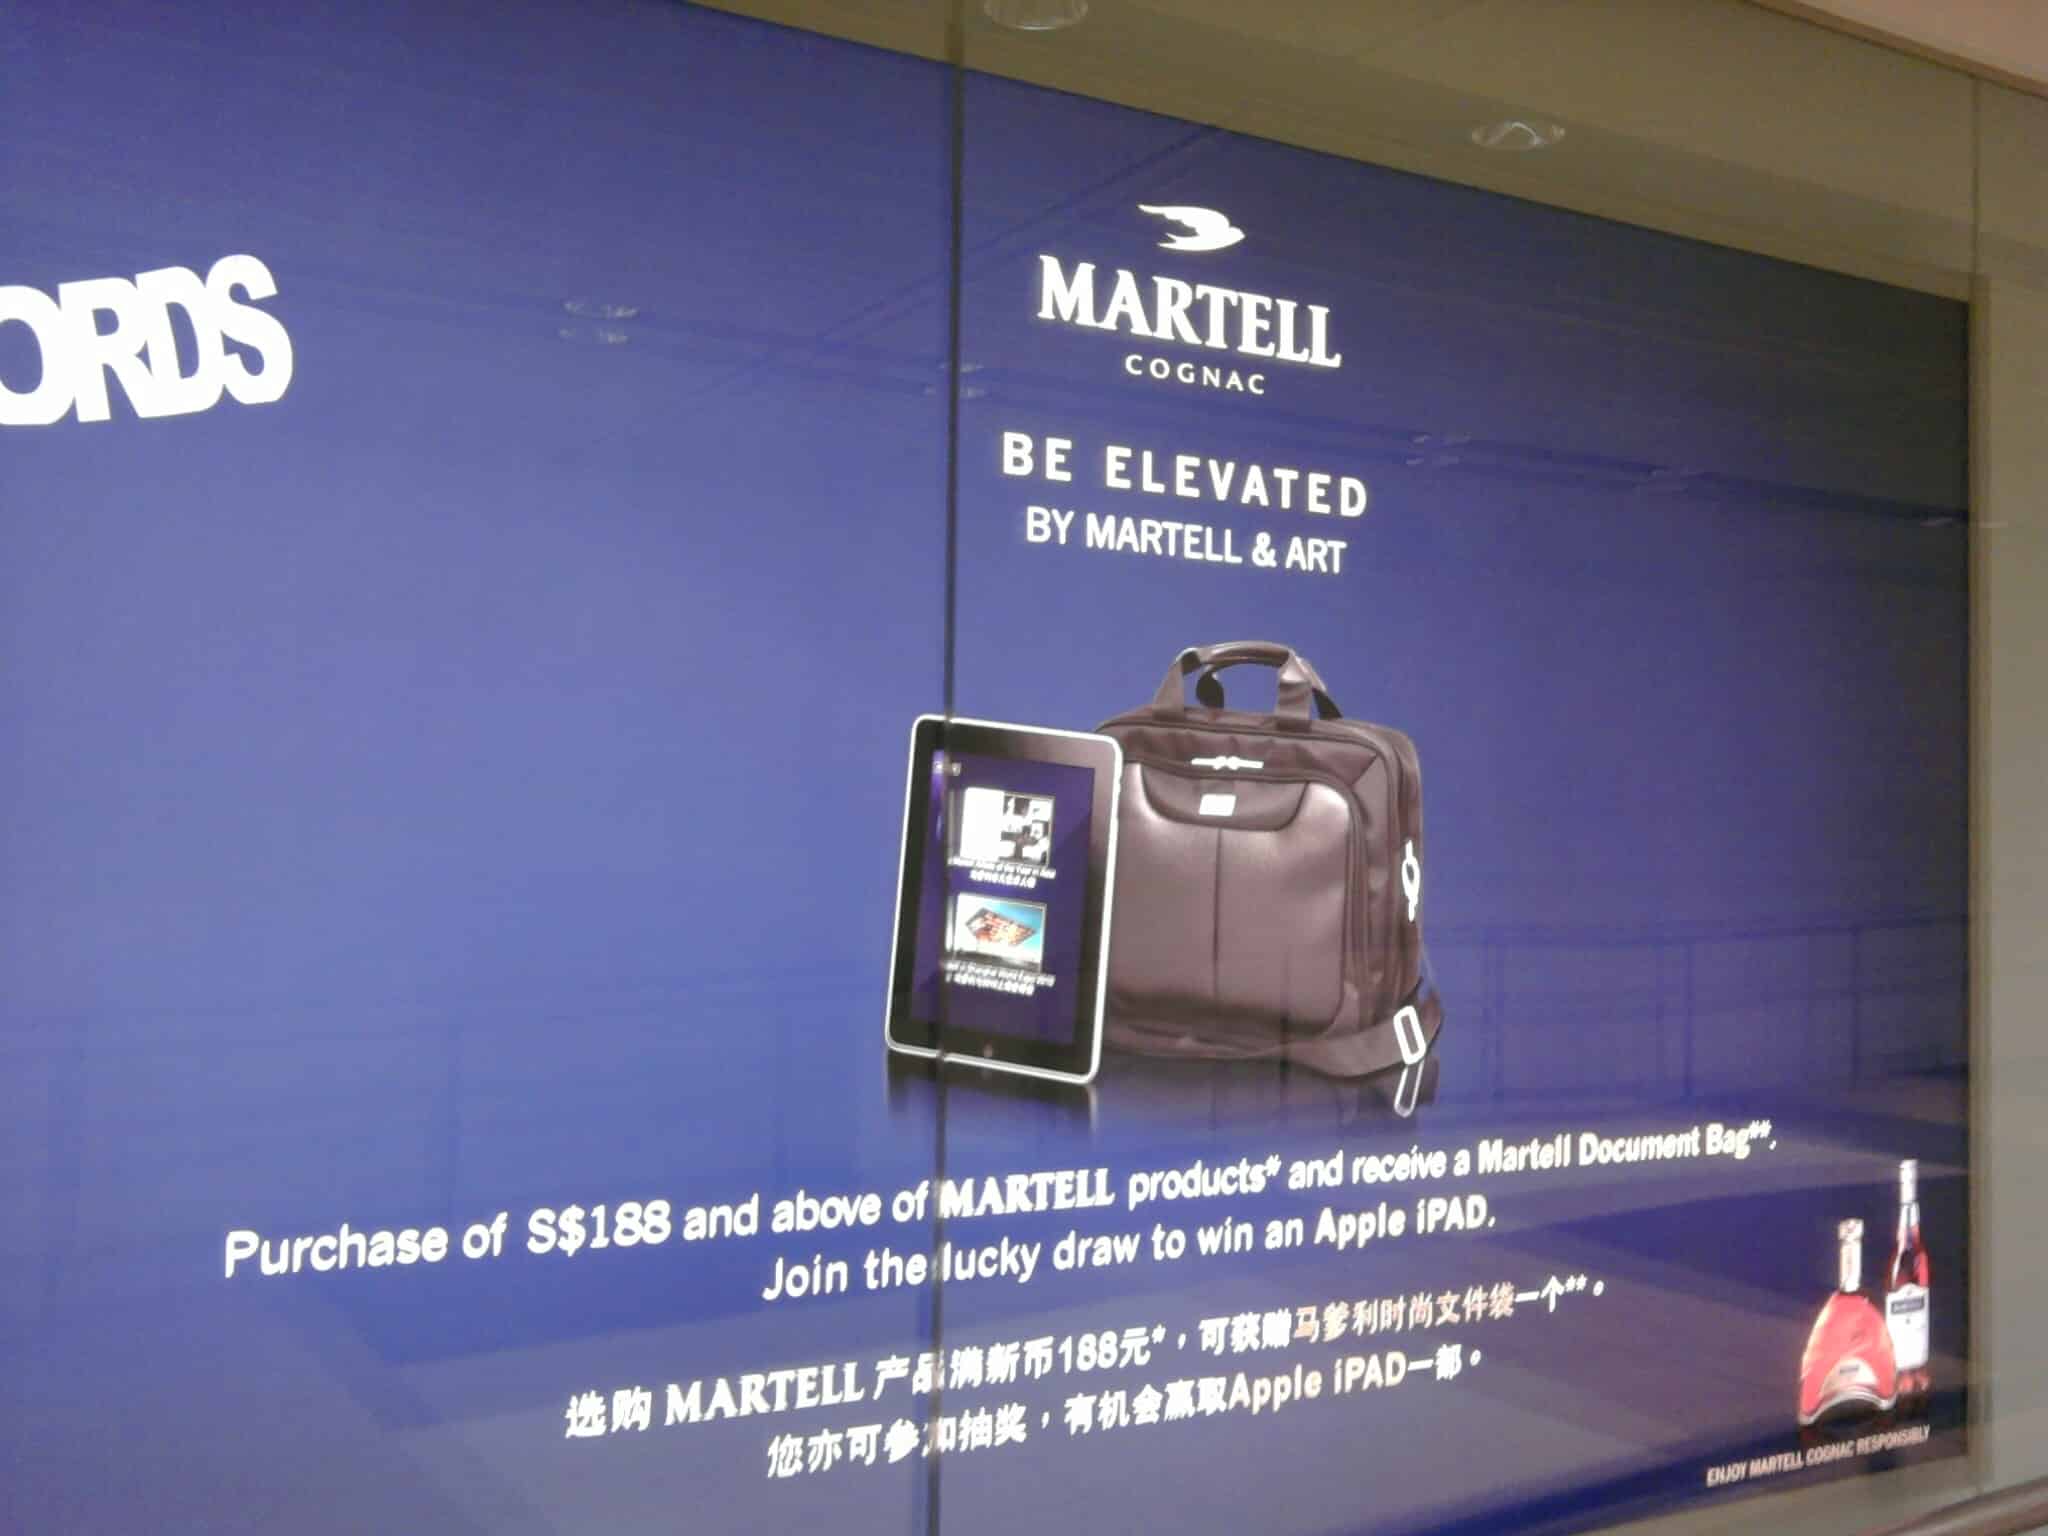 ORDS
MARTELL
COGNAC
BE ELEVATED
BY MARTELL & ART
Purchase of S$188 and above of MARTELL products* and receive a Martell Document Bag**.
Join the lucky draw to win an Apple iPAD.
选购 MARTELL 产品满新币188元*，可获赠马爹利时尚文件袋一个**。
您亦可参加抽奖，有机会赢取Apple iPAD一部。
ENJOY MARTELL COGNAC RESPONSIBLY